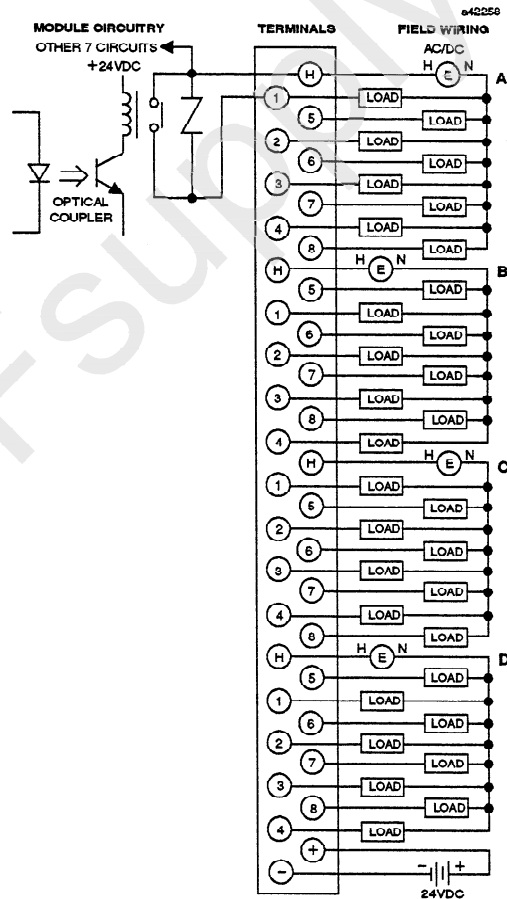 a42258
MODULE CIRCUITRY TERMINALS FIELD WIRING
OTHER 7 CIRCUITS AC/DC
+24VDC H E N
H A
1 LOAD
5 LOAD
2 LOAD
6 LOAD
3 LOAD
OPTICAL
COUPLER
7 LOAD
4 LOAD
8 LOAD
H H E N B
5 LOAD
1 LOAD
6 LOAD
2 LOAD
7 LOAD
3 LOAD
8 LOAD
4 LOAD
H H E N C
1 LOAD
5 LOAD
2 LOAD
6 LOAD
3 LOAD
7 LOAD
4 LOAD
8 LOAD
H H E N D
5 LOAD
1 LOAD
6 LOAD
2 LOAD
7 LOAD
3 LOAD
8 LOAD
4 LOAD
+
- - +
24VDC
supply